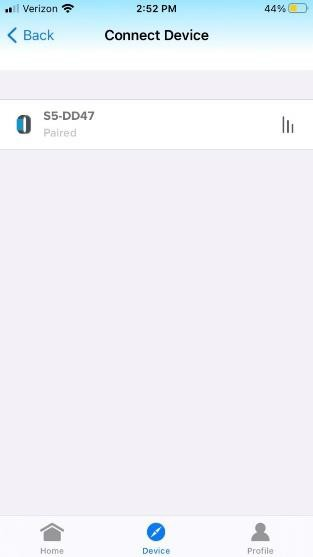 Verizon 2:52 PM 44%
Back Connect Device
S5-DD47
Paired
Home Device Profile